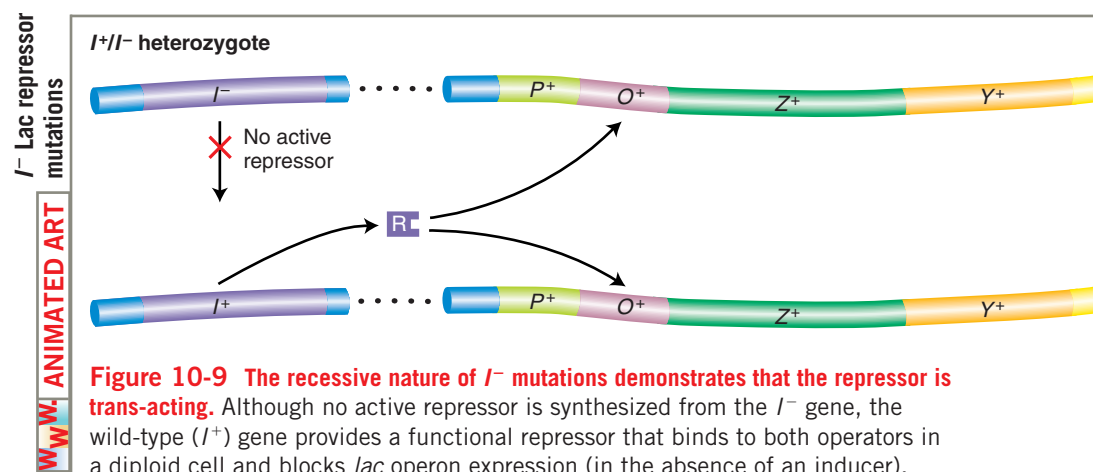 I⁻ Lac repressor
mutations
WWW. ANIMATED ART
I⁺/I⁻ heterozygote
I⁻
P⁺
O⁺
Z⁺
Y⁺
No active
repressor
R
I⁺
P⁺
O⁺
Z⁺
Y⁺
Figure 10-9 The recessive nature of I⁻ mutations demonstrates that the repressor is
trans-acting. Although no active repressor is synthesized from the I⁻ gene, the
wild-type (I⁺) gene provides a functional repressor that binds to both operators in
a diploid cell and blocks lac operon expression (in the absence of an inducer).